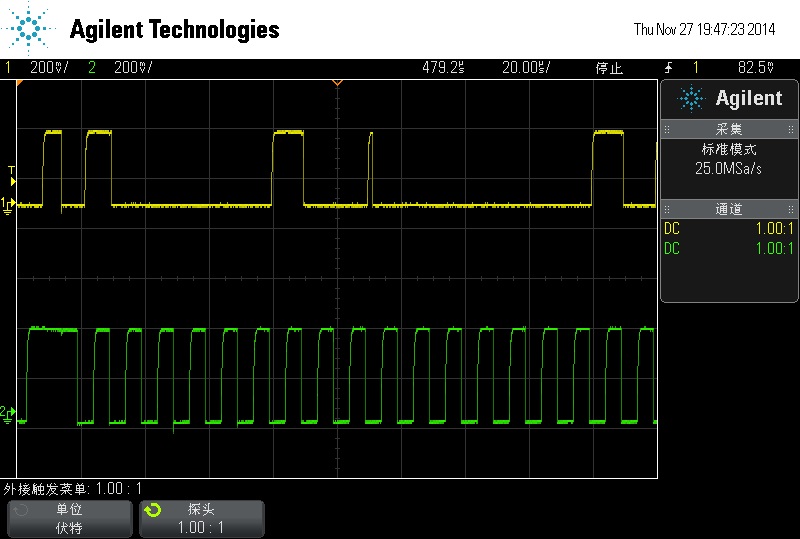 Agilent Technologies
Thu Nov 27 19:47:23 2014
1 200mV/ 2 200mV/ 479.2µs 20.00µs/ 停止 1 82.5mV
Agilent
采集
标准模式
25.0MSa/s
通道
DC 1.00:1
DC 1.00:1
T
1
2
外接触发菜单: 1.00 : 1
单位
伏特
探头
1.00 : 1